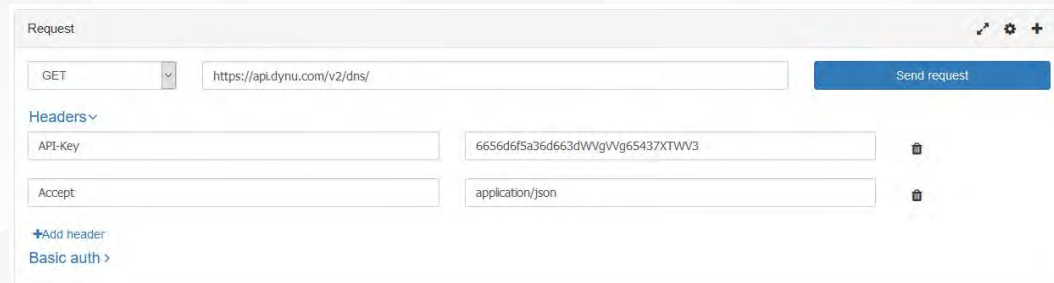 Request
GET https://api.dynu.com/v2/dns/ Send request
Headers
API-Key 6656d6f5a36d663dWVgVVg65437XTWV3
Accept application/json
+Add header
Basic auth >